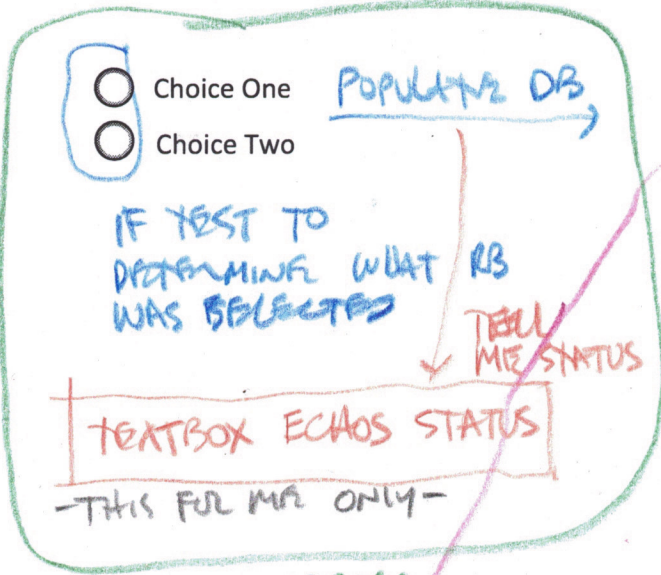 Choice One
POPULATE DB
Choice Two
IF TEST TO
DETERMINE WHAT RB
WAS SELECTED
TELL
ME STATUS
TEXTBOX ECHOS STATUS
-THIS FOR ME ONLY-